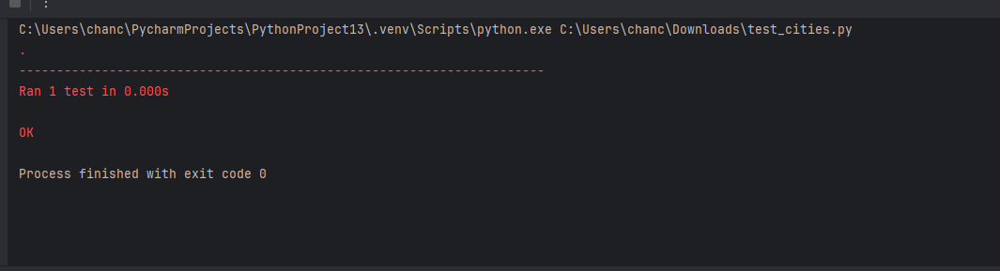 C:\Users\chanc\PycharmProjects\PythonProject13\.venv\Scripts\python.exe C:\Users\chanc\Downloads\test_cities.py
.
----------------------------------------------------------------------
Ran 1 test in 0.000s
OK
Process finished with exit code 0